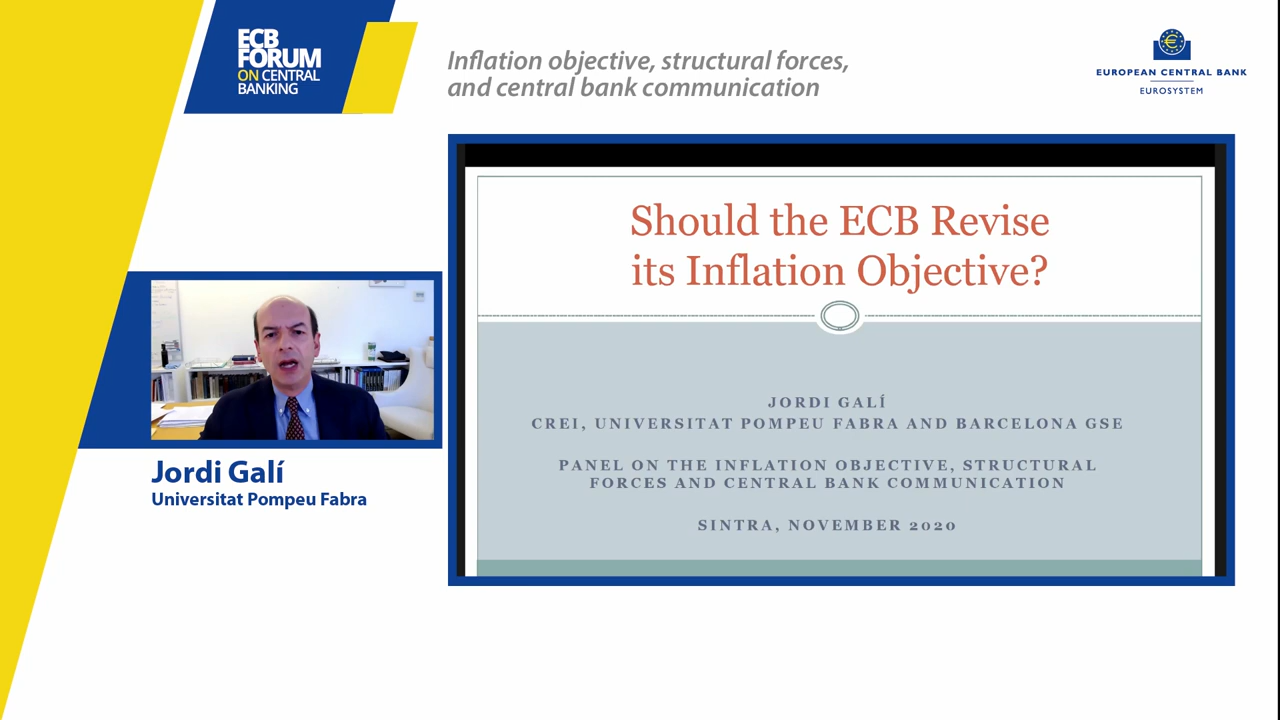 ECB
FORUM
ON CENTRAL
BANKING
Inflation objective, structural forces,
and central bank communication
EUROPEAN CENTRAL BANK
EUROSYSTEM
Should the ECB Revise
its Inflation Objective?
JORDI GALÍ
CREI, UNIVERSITAT POMPEU FABRA AND BARCELONA GSE
PANEL ON THE INFLATION OBJECTIVE, STRUCTURAL
FORCES AND CENTRAL BANK COMMUNICATION
SINTRA, NOVEMBER 2020
Jordi Galí
Universitat Pompeu Fabra